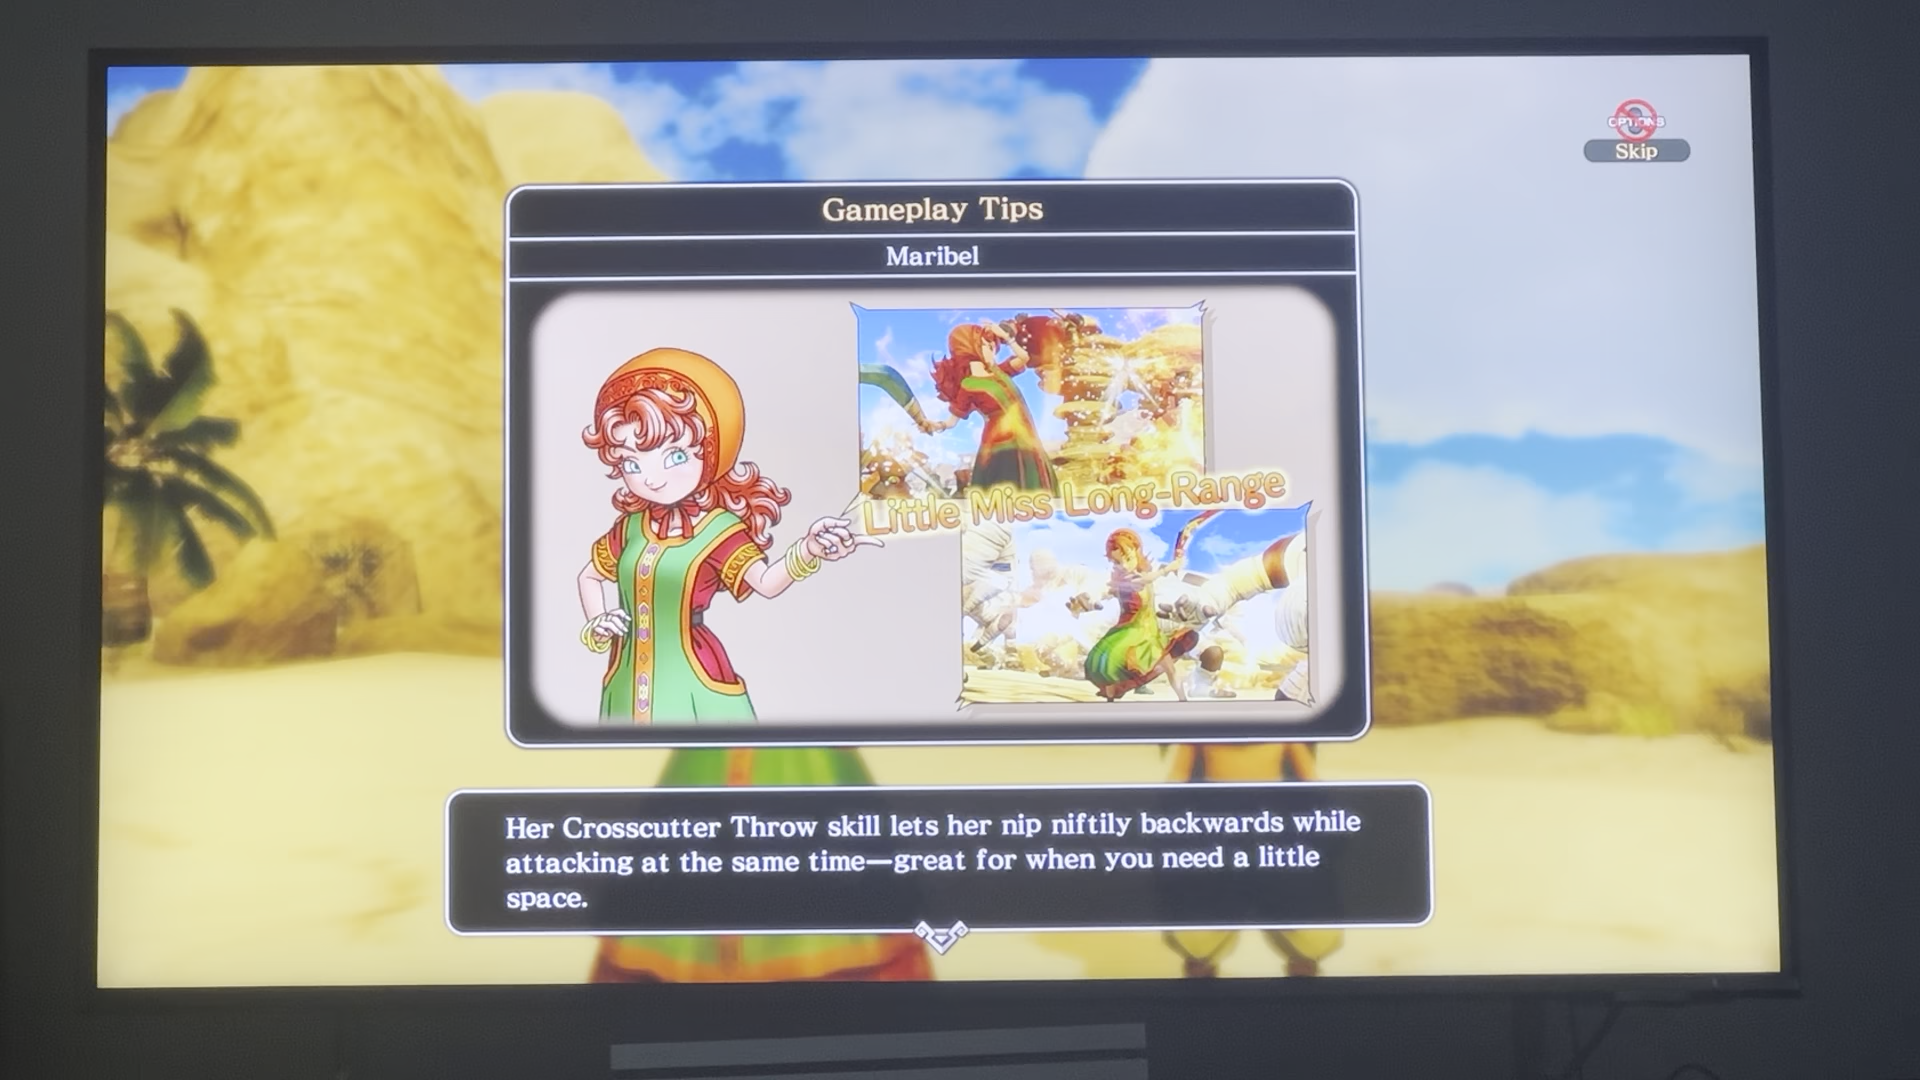 OPTIONS
Skip
Gameplay Tips
Maribel
Little Miss Long-Range
Her Crosscutter Throw skill lets her nip niftily backwards while
attacking at the same time—great for when you need a little
space.